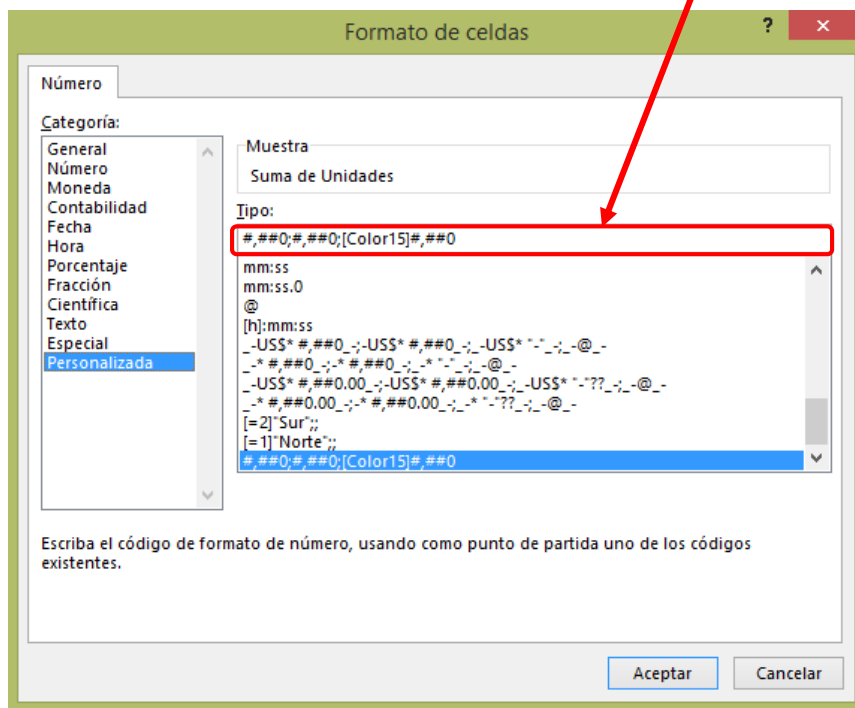 Formato de celdas
?
×
Número
Categoría:
General
Número
Moneda
Contabilidad
Fecha
Hora
Porcentaje
Fracción
Científica
Texto
Especial
Personalizada
Muestra
Suma de Unidades
Tipo:
#,##0;#,##0;[Color15]#,##0
mm:ss
mm:ss.0
@
[h]:mm:ss
_-US$* #,##0_-;-US$* #,##0_-;_-US$* "-"_-;_-@_-
_-* #,##0_-;-* #,##0_-;_-* "-"_-;_-@_-
_-US$* #,##0.00_-;-US$* #,##0.00_-;_-US$* "-"??_-;_-@_-
_-* #,##0.00_-;-* #,##0.00_-;_-* "-"??_-;_-@_-
[=2]"Sur";;
[=1]"Norte";;
#,##0;#,##0;[Color15]#,##0
Escriba el código de formato de número, usando como punto de partida uno de los códigos
existentes.
Aceptar
Cancelar